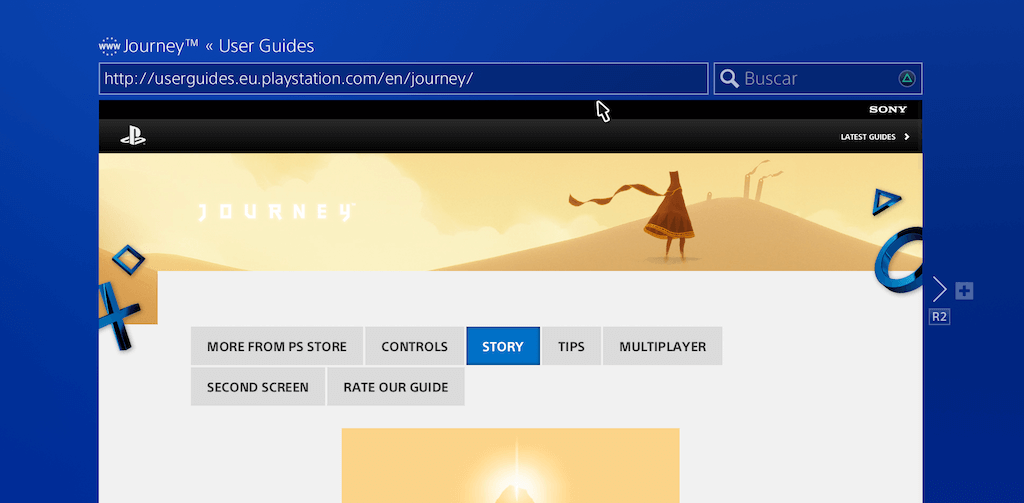 www Journey™ « User Guides
http://userguides.eu.playstation.com/en/journey/ Buscar
SONY
LATEST GUIDES
JOURNEY™
R2
MORE FROM PS STORE CONTROLS STORY TIPS MULTIPLAYER
SECOND SCREEN RATE OUR GUIDE